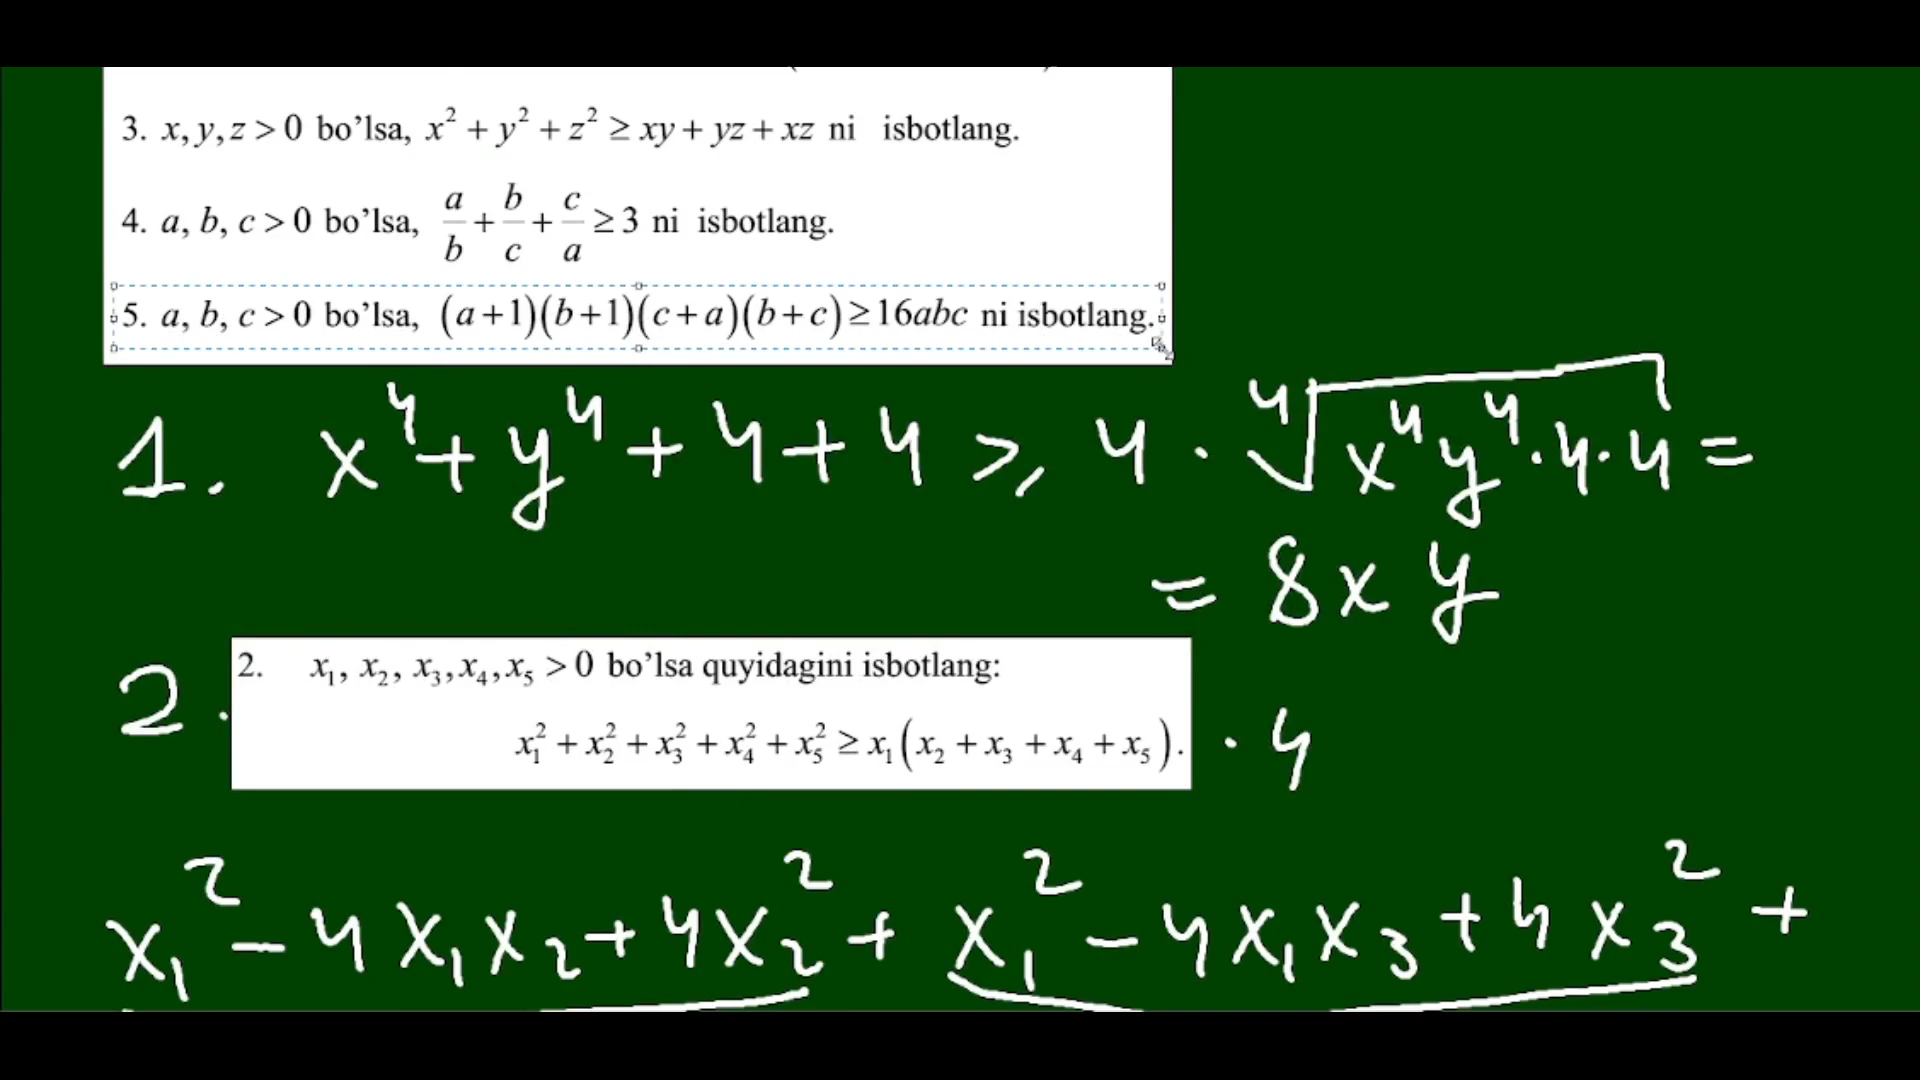 3. x, y, z > 0 bo’lsa, x² + y² + z² ≥ xy + yz + xz ni isbotlang.
4. a, b, c > 0 bo’lsa, a/b + b/c + c/a ≥ 3 ni isbotlang.
5. a, b, c > 0 bo’lsa, (a+1)(b+1)(c+a)(b+c) ≥ 16abc ni isbotlang.
1. x⁴ + y⁴ + 4 + 4 ≥ 4 · ⁴√(x⁴y⁴·4·4) =
= 8xy
2.
2. x₁, x₂, x₃, x₄, x₅ > 0 bo’lsa quyidagini isbotlang:
x₁² + x₂² + x₃² + x₄² + x₅² ≥ x₁(x₂ + x₃ + x₄ + x₅). · 4
x₁² − 4x₁x₂ + 4x₂² + x₁² − 4x₁x₃ + 4x₃² +